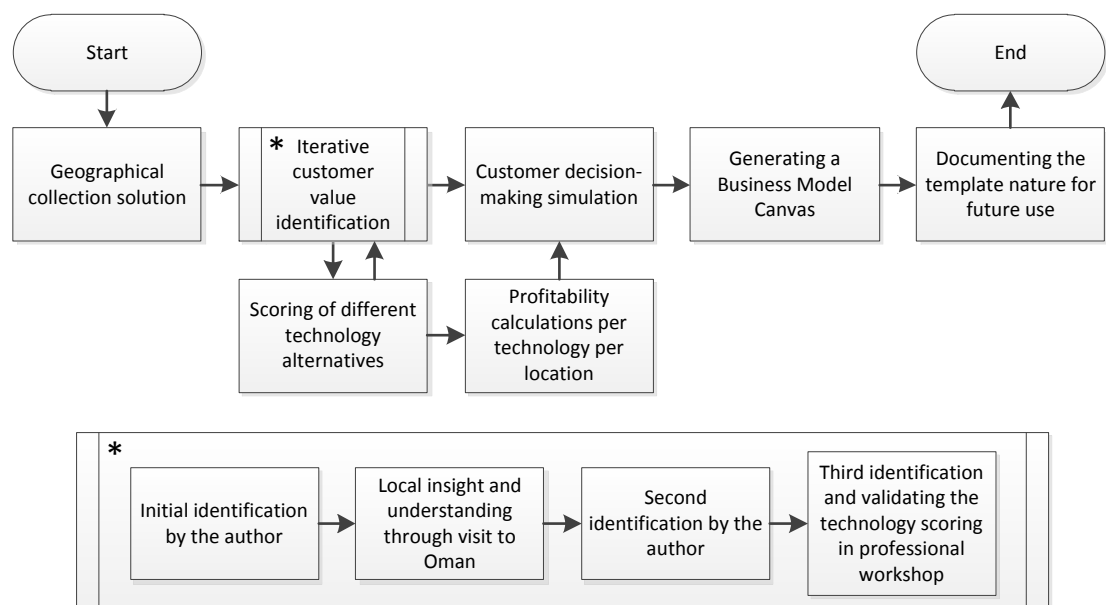 Start
End
Geographical
collection solution
* Iterative
customer
value
identification
Customer decision-
making simulation
Generating a
Business Model
Canvas
Documenting the
template nature for
future use
Scoring of different
technology
alternatives
Profitability
calculations per
technology per
location
*
Initial identification
by the author
Local insight and
understanding
through visit to
Oman
Second
identification by the
author
Third identification
and validating the
technology scoring
in professional
workshop